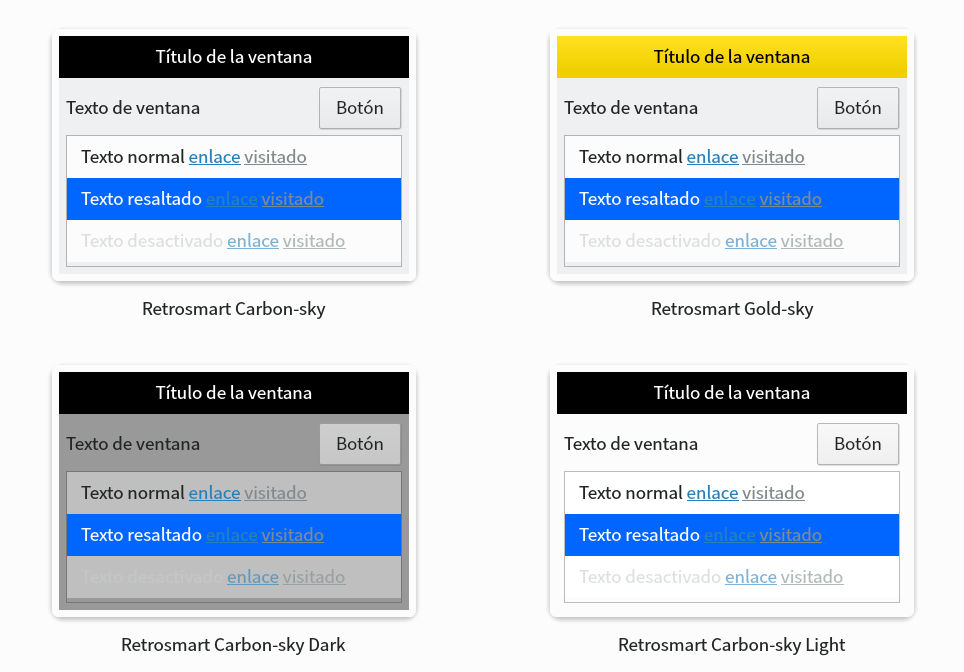 Título de la ventana
Texto de ventana Botón
Texto normal enlace visitado
Texto resaltado enlace visitado
Texto desactivado enlace visitado
Retrosmart Carbon-sky
Título de la ventana
Texto de ventana Botón
Texto normal enlace visitado
Texto resaltado enlace visitado
Texto desactivado enlace visitado
Retrosmart Gold-sky
Título de la ventana
Texto de ventana Botón
Texto normal enlace visitado
Texto resaltado enlace visitado
Texto desactivado enlace visitado
Retrosmart Carbon-sky Dark
Título de la ventana
Texto de ventana Botón
Texto normal enlace visitado
Texto resaltado enlace visitado
Texto desactivado enlace visitado
Retrosmart Carbon-sky Light